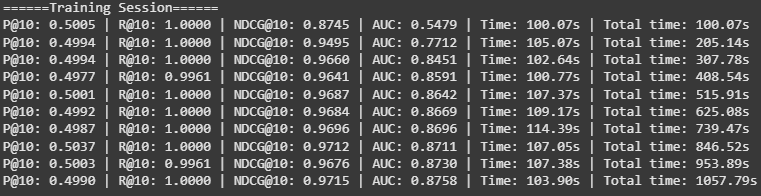 ======Training Session======
P@10: 0.5005 | R@10: 1.0000 | NDCG@10: 0.8745 | AUC: 0.5479 | Time: 100.07s | Total time: 100.07s
P@10: 0.4994 | R@10: 1.0000 | NDCG@10: 0.9495 | AUC: 0.7712 | Time: 105.07s | Total time: 205.14s
P@10: 0.4994 | R@10: 1.0000 | NDCG@10: 0.9660 | AUC: 0.8451 | Time: 102.64s | Total time: 307.78s
P@10: 0.4977 | R@10: 0.9961 | NDCG@10: 0.9641 | AUC: 0.8591 | Time: 100.77s | Total time: 408.54s
P@10: 0.5001 | R@10: 1.0000 | NDCG@10: 0.9687 | AUC: 0.8642 | Time: 107.37s | Total time: 515.91s
P@10: 0.4992 | R@10: 1.0000 | NDCG@10: 0.9684 | AUC: 0.8669 | Time: 109.17s | Total time: 625.08s
P@10: 0.4987 | R@10: 1.0000 | NDCG@10: 0.9696 | AUC: 0.8696 | Time: 114.39s | Total time: 739.47s
P@10: 0.5037 | R@10: 1.0000 | NDCG@10: 0.9712 | AUC: 0.8711 | Time: 107.05s | Total time: 846.52s
P@10: 0.5003 | R@10: 0.9961 | NDCG@10: 0.9676 | AUC: 0.8730 | Time: 107.38s | Total time: 953.89s
P@10: 0.4990 | R@10: 1.0000 | NDCG@10: 0.9715 | AUC: 0.8758 | Time: 103.90s | Total time: 1057.79s